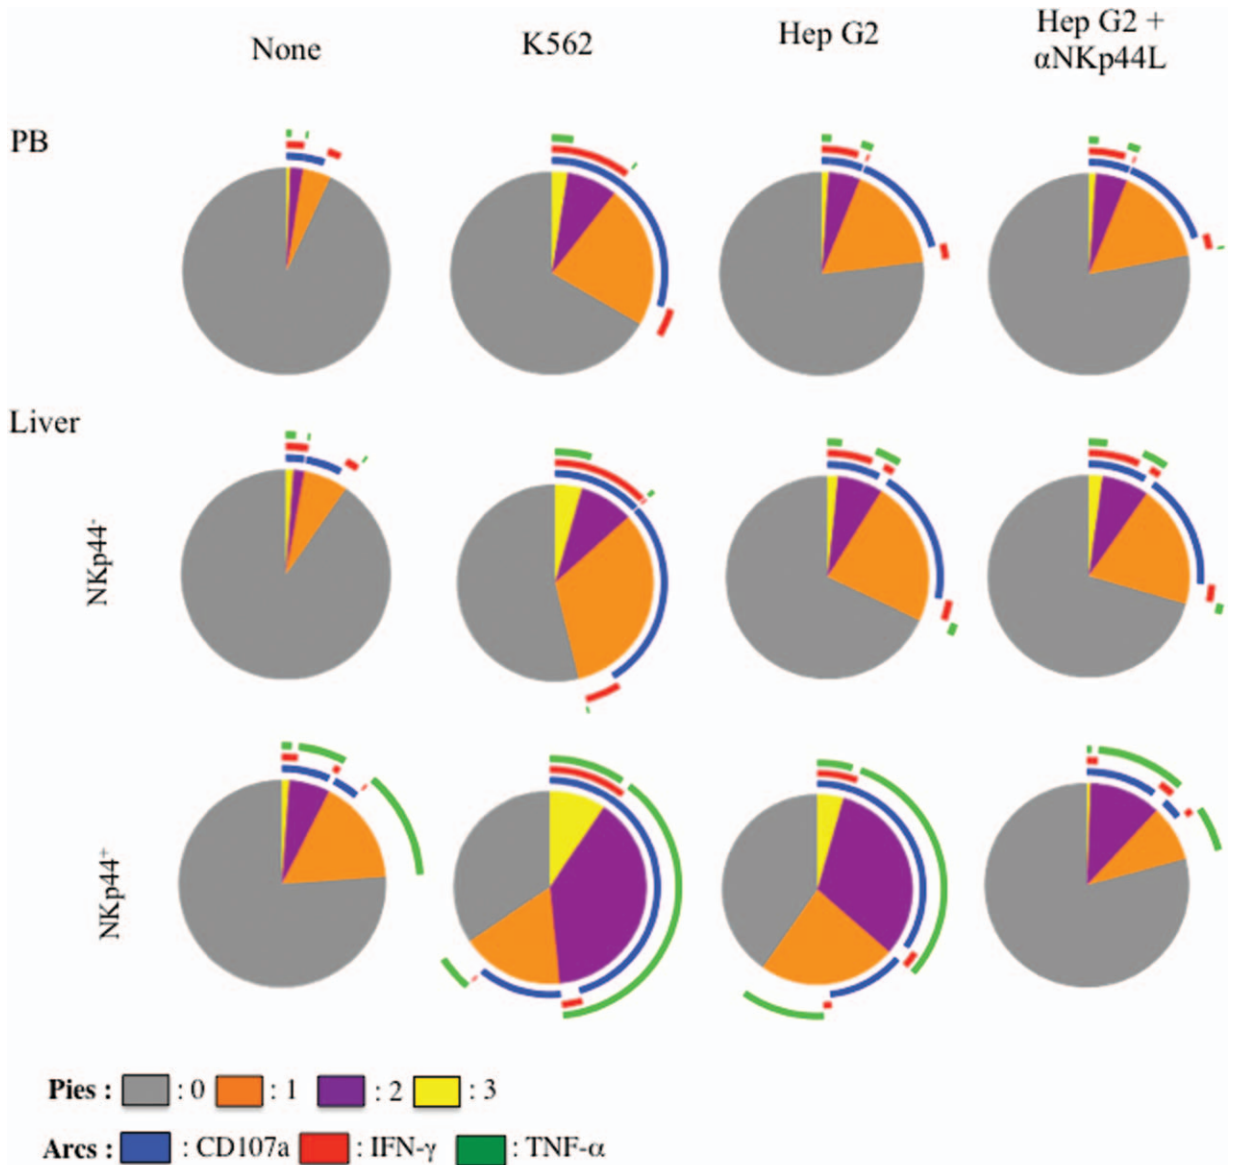 None
K562
Hep G2
Hep G2 +
αNKp44L
PB
Liver
NKp44⁻
NKp44⁺
Pies : : 0 : 1 : 2 : 3
Arcs : : CD107a : IFN-γ : TNF-α